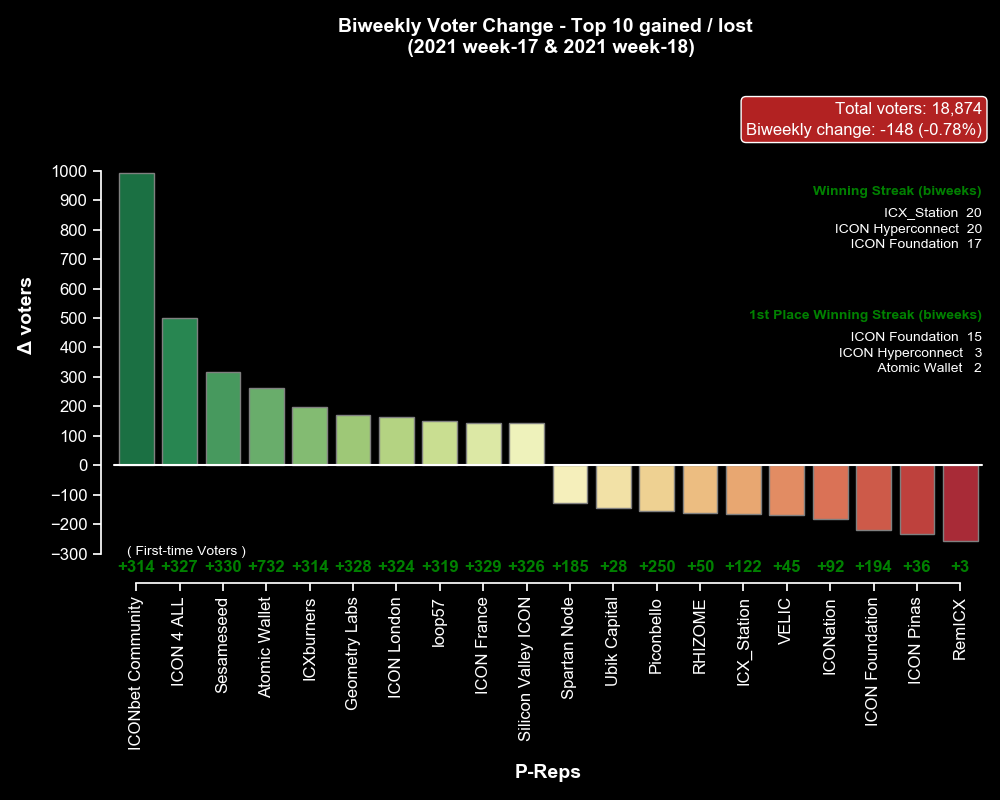 Biweekly Voter Change - Top 10 gained / lost
(2021 week-17 & 2021 week-18)
Total voters: 18,874
Biweekly change: -148 (-0.78%)
Winning Streak (biweeks)
ICX_Station 20
ICON Hyperconnect 20
ICON Foundation 17
1st Place Winning Streak (biweeks)
ICON Foundation 15
ICON Hyperconnect 3
Atomic Wallet 2
Δ voters
1000
900
800
700
600
500
400
300
200
100
0
−100
−200
−300
( First-time Voters )
+314 +327 +330 +732 +314 +328 +324 +319 +329 +326 +185 +28 +250 +50 +122 +45 +92 +194 +36 +3
ICONbet Community
ICON 4 ALL
Sesameseed
Atomic Wallet
ICXburners
Geometry Labs
ICON London
loop57
ICON France
Silicon Valley ICON
Spartan Node
Ubik Capital
Piconbello
RHIZOME
ICX_Station
VELIC
ICONation
ICON Foundation
ICON Pinas
RemICX
P-Reps